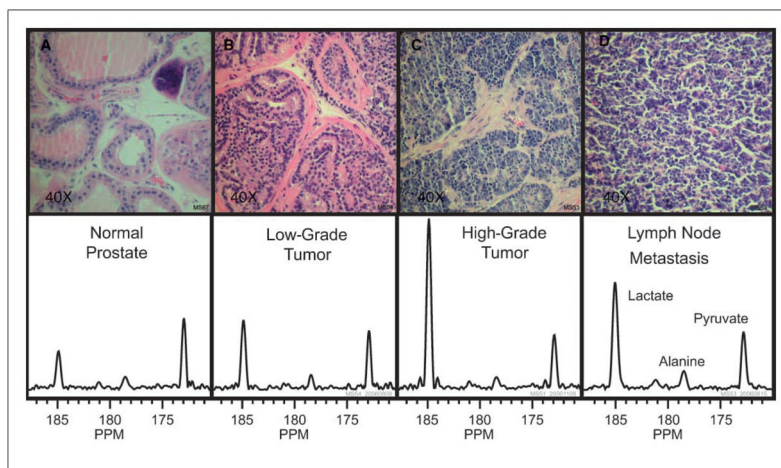 A
B
C
D
40X
40X
40X
40X
MS67
Normal
Prostate
Low-Grade
Tumor
High-Grade
Tumor
Lymph Node
Metastasis
Lactate
Pyruvate
Alanine
185 180 175
PPM
185 180 175
PPM
185 180 175
PPM
185 180 175
PPM